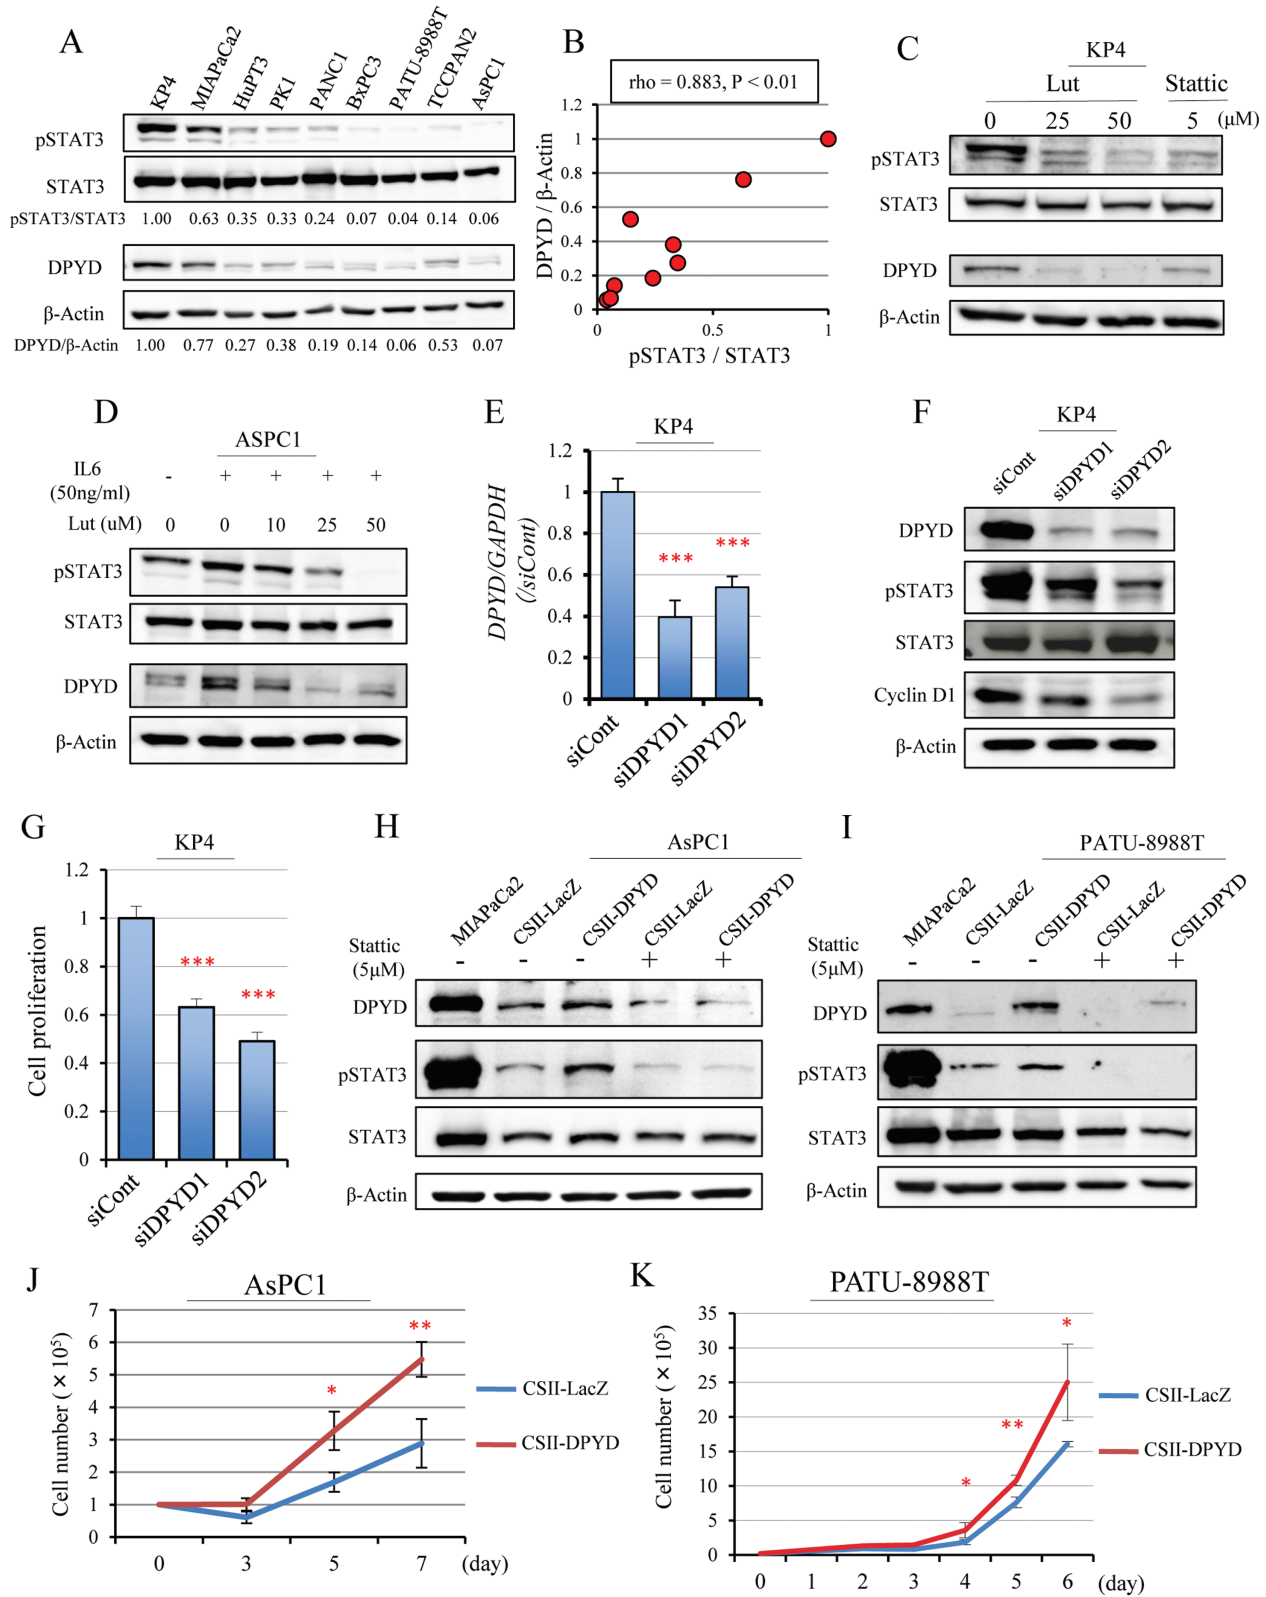 A
KP4
MIAPaCa2
HuPT3
PK1
PANC1
BxPC3
PATU-8988T
TCCPAN2
AsPC1
pSTAT3
STAT3
pSTAT3/STAT3 1.00 0.63 0.35 0.33 0.24 0.07 0.04 0.14 0.06
DPYD
β-Actin
DPYD/β-Actin 1.00 0.77 0.27 0.38 0.19 0.14 0.06 0.53 0.07
B
rho = 0.883, P < 0.01
1.2
1
0.8
0.6
0.4
0.2
0
DPYD / β-Actin
0 0.5 1
pSTAT3 / STAT3
C
KP4
Lut Stattic
0 25 50 5 (μM)
pSTAT3
STAT3
DPYD
β-Actin
D
ASPC1
IL6
(50ng/ml)
- + + + +
Lut (uM) 0 0 10 25 50
pSTAT3
STAT3
DPYD
β-Actin
E
KP4
1.2
1
0.8
0.6
0.4
0.2
0
DPYD/GAPDH
(/siCont)
***
***
siCont
siDPYD1
siDPYD2
F
KP4
siCont
siDPYD1
siDPYD2
DPYD
pSTAT3
STAT3
Cyclin D1
β-Actin
G
KP4
1.2
1
0.8
0.6
0.4
0.2
0
Cell proliferation
***
***
siCont
siDPYD1
siDPYD2
H
AsPC1
MIAPaCa2
CSII-LacZ
CSII-DPYD
CSII-LacZ
CSII-DPYD
Stattic
(5μM)
- - - + +
DPYD
pSTAT3
STAT3
β-Actin
I
PATU-8988T
MIAPaCa2
CSII-LacZ
CSII-DPYD
CSII-LacZ
CSII-DPYD
Stattic
(5μM)
- - - + +
DPYD
pSTAT3
STAT3
β-Actin
J
AsPC1
7
6
5
4
3
2
1
0
Cell number (×10⁵)
*
**
CSII-LacZ
CSII-DPYD
0 3 5 7 (day)
K
PATU-8988T
35
30
25
20
15
10
5
0
Cell number (×10⁵)
*
**
*
CSII-LacZ
CSII-DPYD
0 1 2 3 4 5 6 (day)